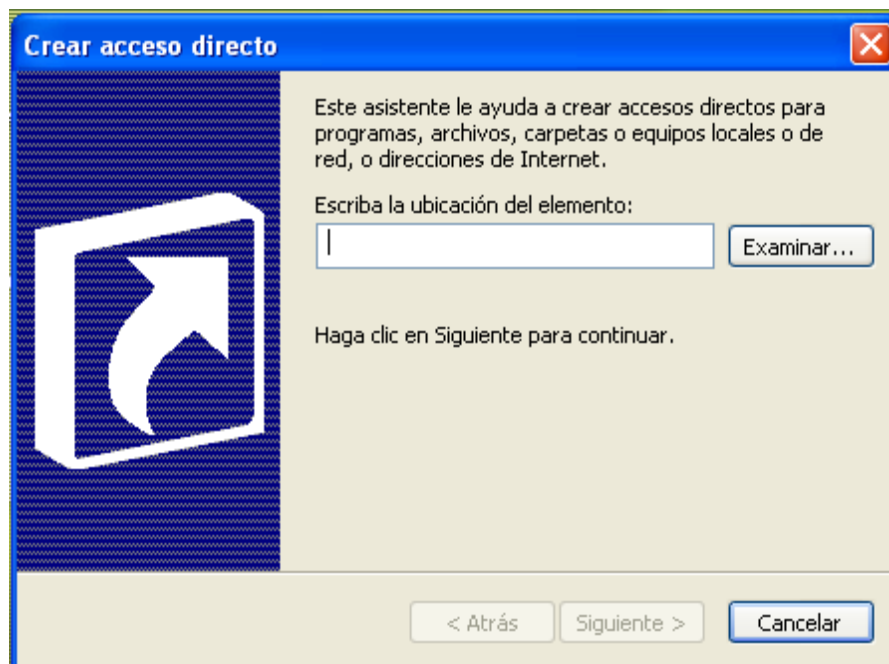 Crear acceso directo
Este asistente le ayuda a crear accesos directos para
programas, archivos, carpetas o equipos locales o de
red, o direcciones de Internet.
Escriba la ubicación del elemento:
Examinar...
Haga clic en Siguiente para continuar.
< Atrás
Siguiente >
Cancelar